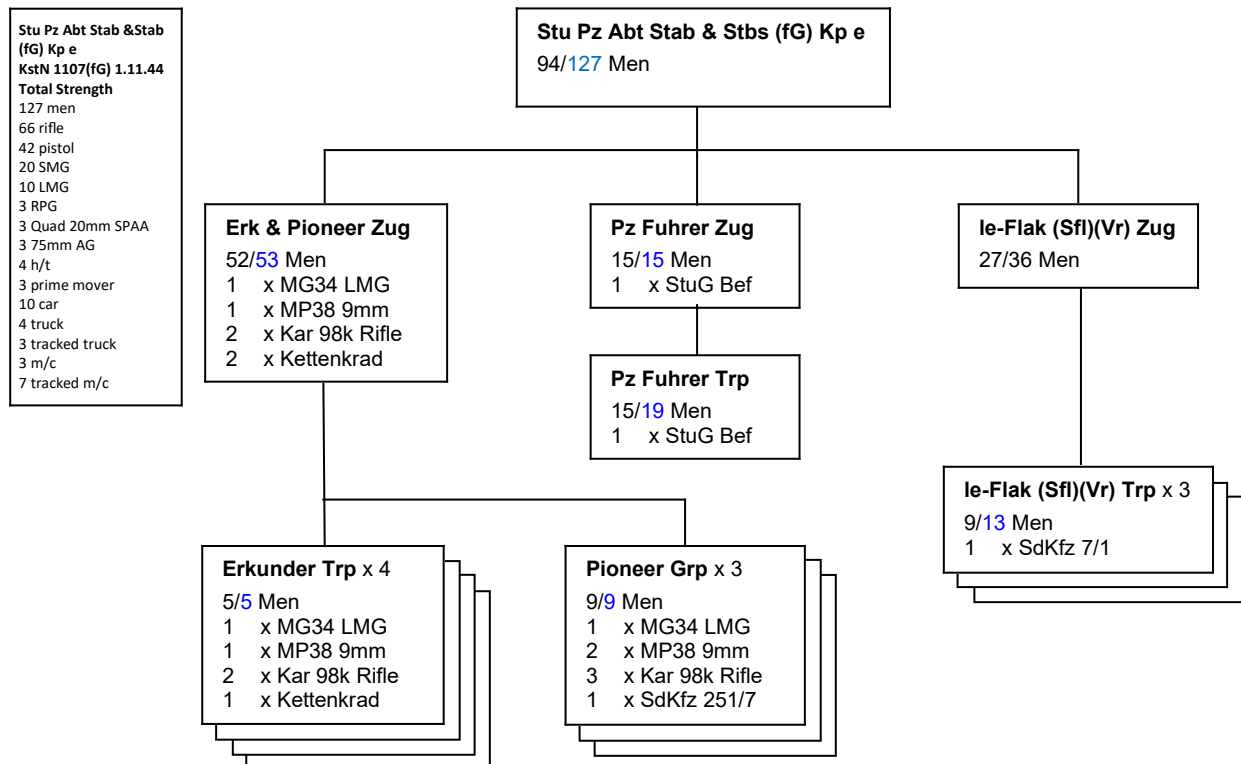 Stu Pz Abt Stab &Stab
(fG) Kp e
KstN 1107(fG) 1.11.44
Total Strength
127 men
66 rifle
42 pistol
20 SMG
10 LMG
3 RPG
3 Quad 20mm SPAA
3 75mm AG
4 h/t
3 prime mover
10 car
4 truck
3 tracked truck
3 m/c
7 tracked m/c
Stu Pz Abt Stab & Stbs (fG) Kp e
94/127 Men
Erk & Pioneer Zug
52/53 Men
1 x MG34 LMG
1 x MP38 9mm
2 x Kar 98k Rifle
2 x Kettenkrad
Pz Fuhrer Zug
15/15 Men
1 x StuG Bef
Pz Fuhrer Trp
15/19 Men
1 x StuG Bef
le-Flak (Sfl)(Vr) Zug
27/36 Men
le-Flak (Sfl)(Vr) Trp x 3
9/13 Men
1 x SdKfz 7/1
Erkunder Trp x 4
5/5 Men
1 x MG34 LMG
1 x MP38 9mm
2 x Kar 98k Rifle
1 x Kettenkrad
Pioneer Grp x 3
9/9 Men
1 x MG34 LMG
2 x MP38 9mm
3 x Kar 98k Rifle
1 x SdKfz 251/7